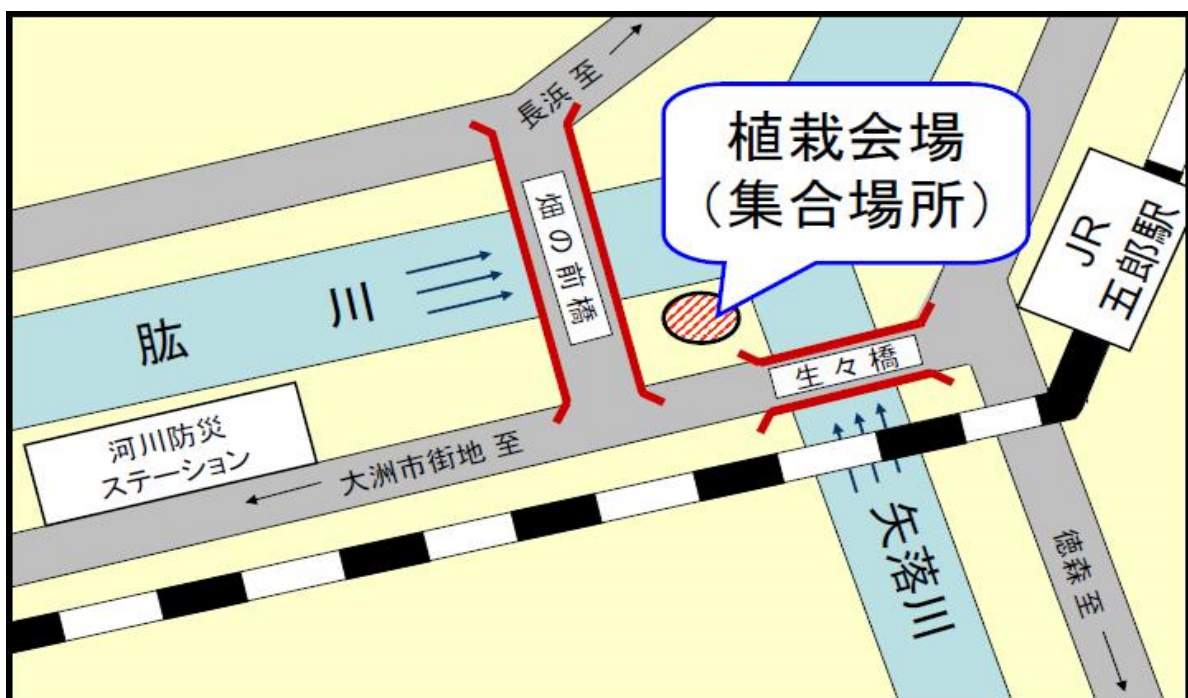 長浜 至
植栽会場
（集合場所）
畑の前橋
JR
五郎駅
肱川
生々橋
河川防災
ステーション
大洲市街地 至
矢落川
徳森 至